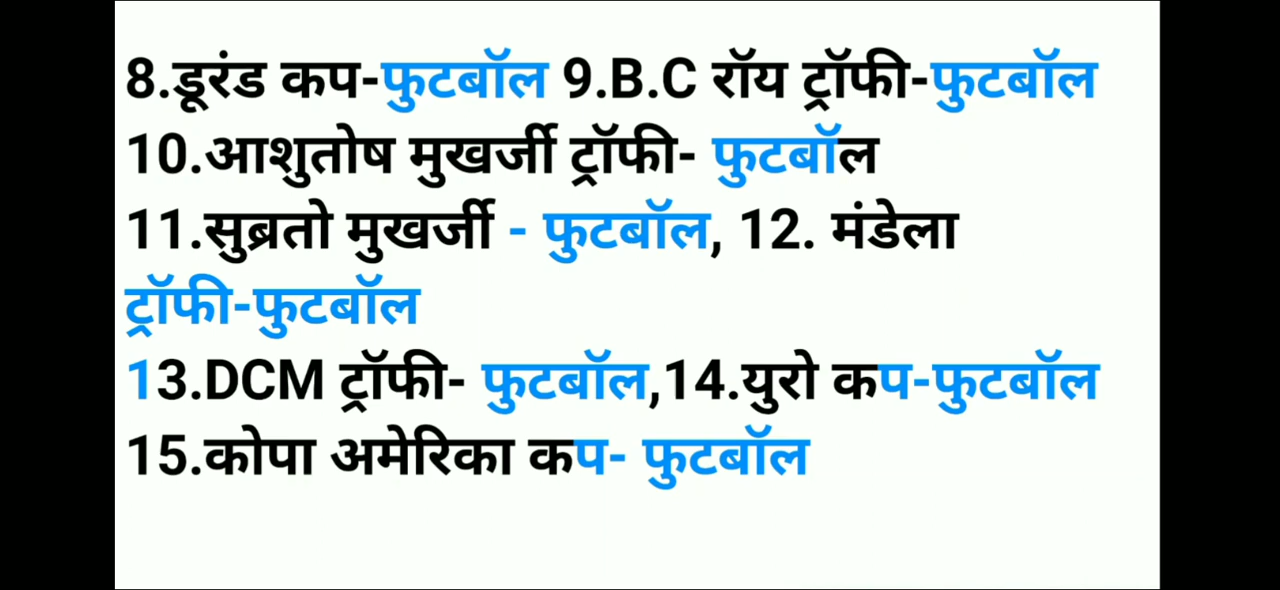 8.डूरंड कप-फुटबॉल 9.B.C रॉय ट्रॉफी-फुटबॉल
10.आशुतोष मुखर्जी ट्रॉफी- फुटबॉल
11.सुब्रतो मुखर्जी - फुटबॉल, 12. मंडेला
ट्रॉफी-फुटबॉल
13.DCM ट्रॉफी- फुटबॉल,14.युरो कप-फुटबॉल
15.कोपा अमेरिका कप- फुटबॉल